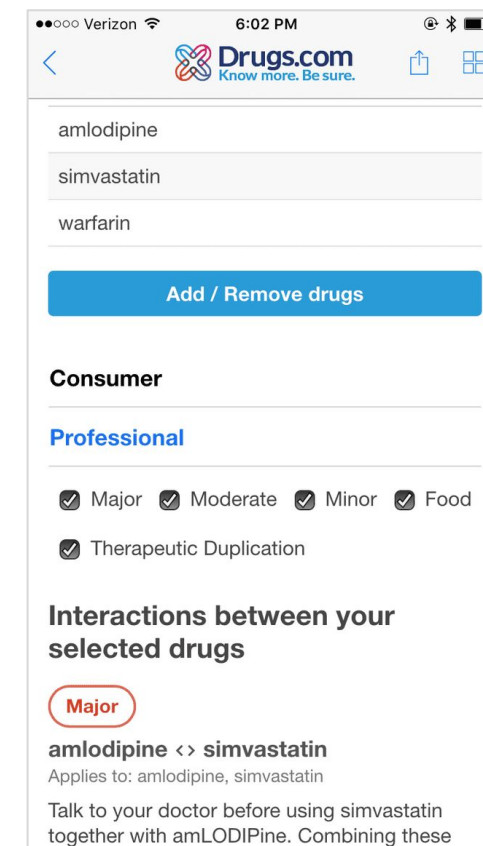 Verizon 6:02 PM
Drugs.com
Know more. Be sure.
amlodipine
simvastatin
warfarin
Add / Remove drugs
Consumer
Professional
Major Moderate Minor Food
Therapeutic Duplication
Interactions between your
selected drugs
Major
amlodipine <> simvastatin
Applies to: amlodipine, simvastatin
Talk to your doctor before using simvastatin
together with amLODIPine. Combining these